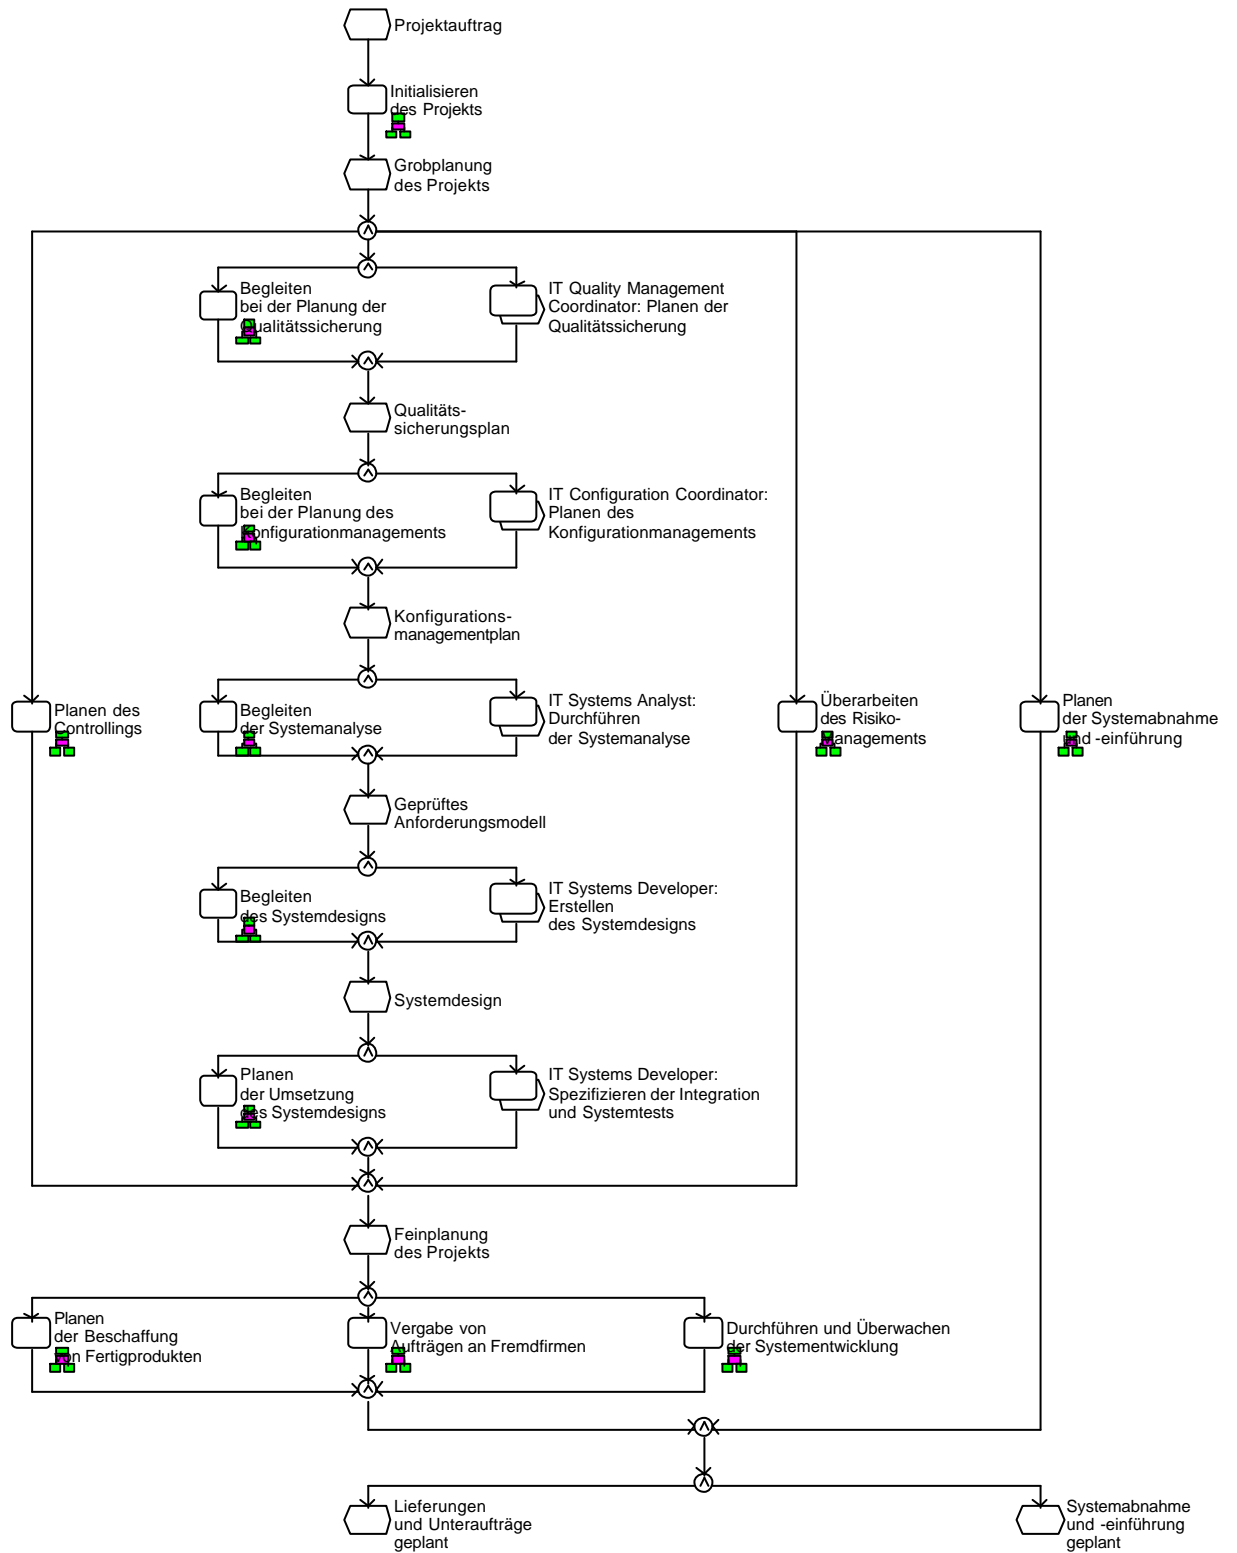 Projektauftrag
Initialisieren
des Projekts
Grobplanung
des Projekts
Begleiten
bei der Planung der
Qualitätssicherung
IT Quality Management
Coordinator: Planen der
Qualitätssicherung
Qualitäts-
sicherungsplan
Begleiten
bei der Planung des
Konfigurationmanagements
IT Configuration Coordinator:
Planen des
Konfigurationmanagements
Konfigurations-
managementplan
Planen des
Controllings
Begleiten
der Systemanalyse
IT Systems Analyst:
Durchführen
der Systemanalyse
Überarbeiten
des Risiko-
Managements
Planen
der Systemabnahme
und -einführung
Geprüftes
Anforderungsmodell
Begleiten
des Systemdesigns
IT Systems Developer:
Erstellen
des Systemdesigns
Systemdesign
Planen
der Umsetzung
des Systemdesigns
IT Systems Developer:
Spezifizieren der Integration
und Systemtests
Feinplanung
des Projekts
Planen
der Beschaffung
von Fertigprodukten
Vergabe von
Aufträgen an Fremdfirmen
Durchführen und Überwachen
der Systementwicklung
Lieferungen
und Unteraufträge
geplant
Systemabnahme
und -einführung
geplant